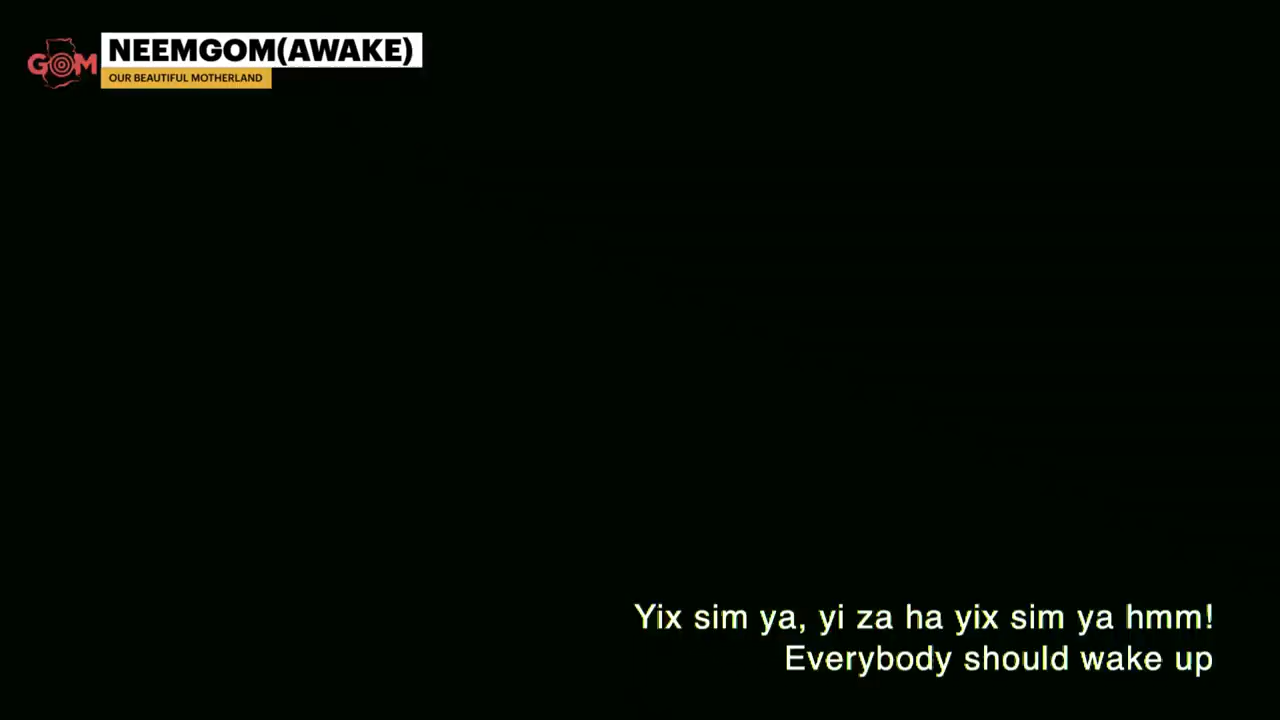 GOM
NEEMGOM(AWAKE)
OUR BEAUTIFUL MOTHERLAND
Yix sim ya, yi za ha yix sim ya hmm!
Everybody should wake up